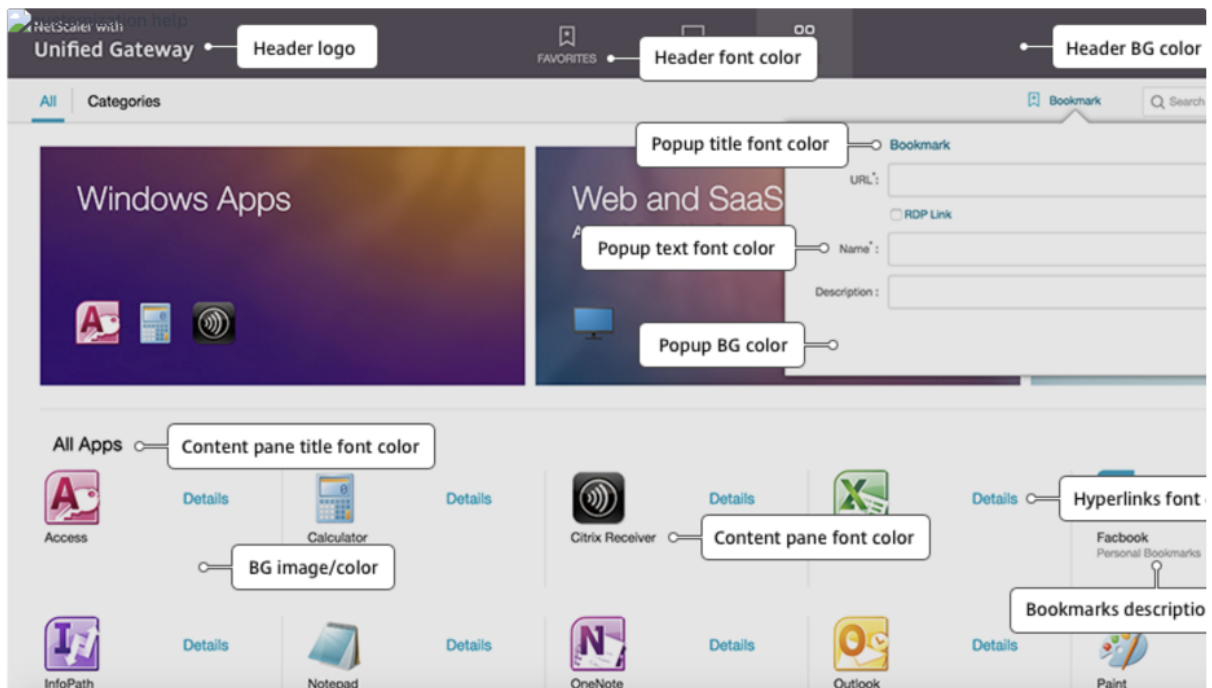 customization help
NetScaler with
Unified Gateway
Header logo
FAVORITES
Header font color
Header BG color
All
Categories
Bookmark
Search
Popup title font color
Bookmark
URL*:
RDP Link
Windows Apps
Web and SaaS
Popup text font color
Name* :
Description :
Popup BG color
All Apps
Content pane title font color
Details
Details
Details
Details
Hyperlinks font
Access
Calculator
Citrix Receiver
Content pane font color
Facbook
Personal Bookmarks
BG image/color
Bookmarks descriptio
Details
Details
Details
Details
InfoPath
Notepad
OneNote
Outlook
Paint